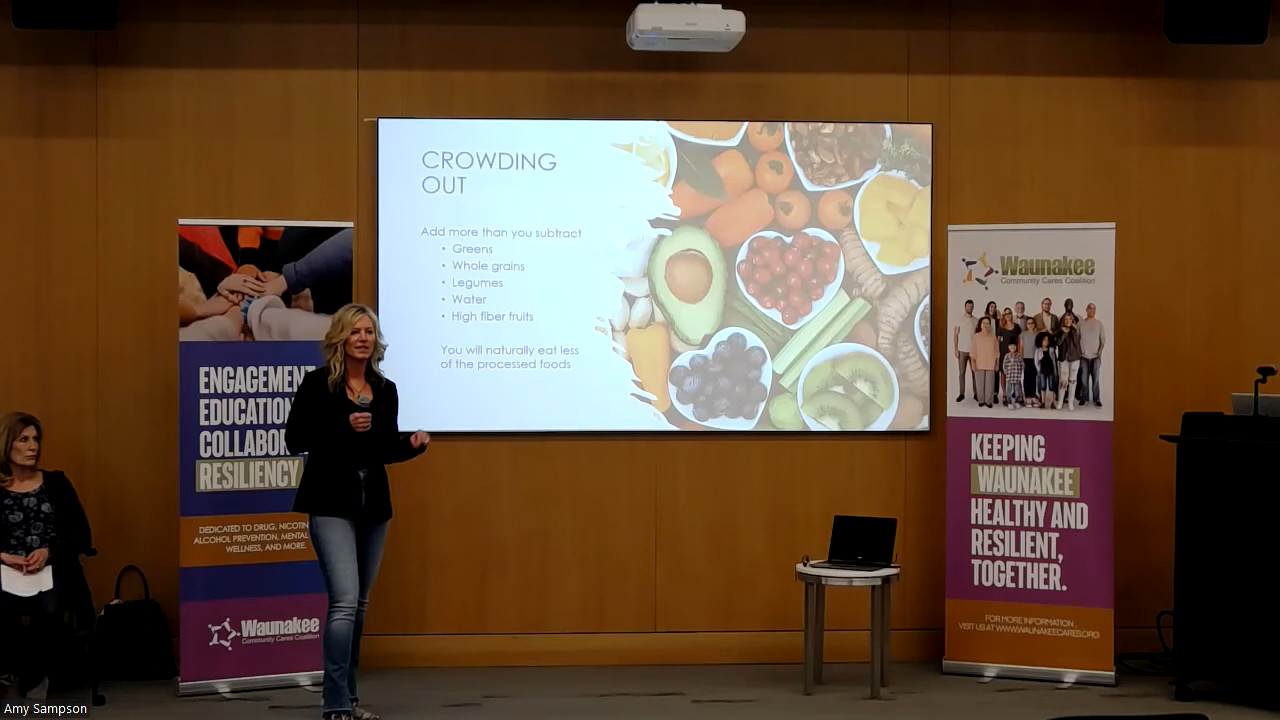 CROWDING
OUT
Add more than you subtract
• Greens
• Whole grains
• Legumes
• Water
• High fiber fruits
You will naturally eat less
of the processed foods
ENGAGEMENT
EDUCATION
COLLABOR
RESILIENCY
DEDICATED TO DRUG, NICOTIN
ALCOHOL PREVENTION, MENTAL
WELLNESS, AND MORE.
Waunakee
Community Cares Coalition
Waunakee
Community Cares Coalition
KEEPING
WAUNAKEE
HEALTHY AND
RESILIENT,
TOGETHER.
FOR MORE INFORMATION
VISIT US AT WWW.WAUNAKEECARES.ORG
Amy Sampson